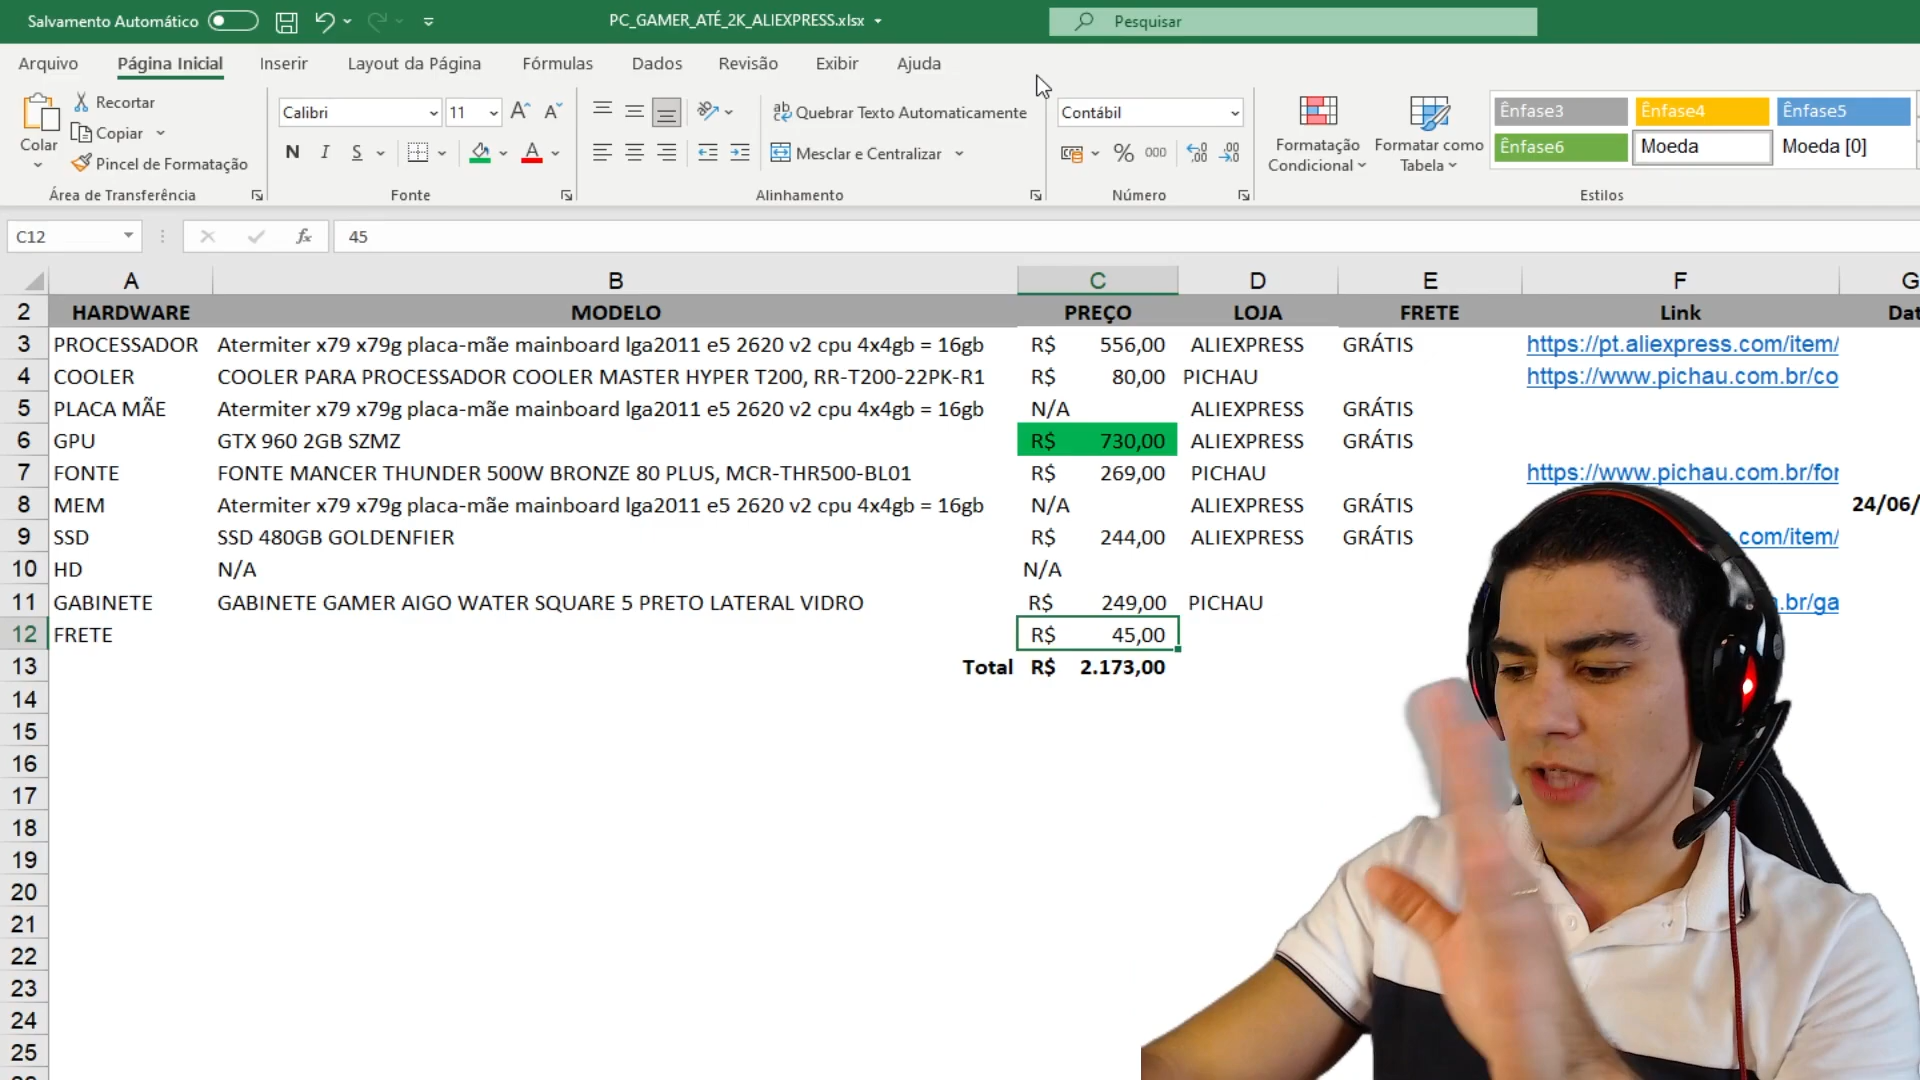 Salvamento Automático
PC_GAMER_ATÉ_2K_ALIEXPRESS.xlsx
Pesquisar
Arquivo Página Inicial Inserir Layout da Página Fórmulas Dados Revisão Exibir Ajuda
Colar
Recortar
Copiar
Pincel de Formatação
Área de Transferência
Calibri 11
N I S
Fonte
Quebrar Texto Automaticamente
Mesclar e Centralizar
Alinhamento
Contábil
% 000
Número
Formatação Condicional
Formatar como Tabela
Ênfase3 Ênfase4 Ênfase5
Ênfase6 Moeda Moeda [0]
Estilos
C12 fx 45
A B C D E F G
2 HARDWARE MODELO PREÇO LOJA FRETE Link
3 PROCESSADOR Atermiter x79 x79g placa-mãe mainboard lga2011 e5 2620 v2 cpu 4x4gb = 16gb R$ 556,00 ALIEXPRESS GRÁTIS https://pt.aliexpress.com/item/
4 COOLER COOLER PARA PROCESSADOR COOLER MASTER HYPER T200, RR-T200-22PK-R1 R$ 80,00 PICHAU https://www.pichau.com.br/co
5 PLACA MÃE Atermiter x79 x79g placa-mãe mainboard lga2011 e5 2620 v2 cpu 4x4gb = 16gb N/A ALIEXPRESS GRÁTIS
6 GPU GTX 960 2GB SZMZ R$ 730,00 ALIEXPRESS GRÁTIS
7 FONTE FONTE MANCER THUNDER 500W BRONZE 80 PLUS, MCR-THR500-BL01 R$ 269,00 PICHAU https://www.pichau.com.br/for
8 MEM Atermiter x79 x79g placa-mãe mainboard lga2011 e5 2620 v2 cpu 4x4gb = 16gb N/A ALIEXPRESS GRÁTIS 24/06/
9 SSD SSD 480GB GOLDENFIER R$ 244,00 ALIEXPRESS GRÁTIS com/item/
10 HD N/A N/A
11 GABINETE GABINETE GAMER AIGO WATER SQUARE 5 PRETO LATERAL VIDRO R$ 249,00 PICHAU .br/ga
12 FRETE R$ 45,00
13 Total R$ 2.173,00
14
15
16
17
18
19
20
21
22
23
24
25